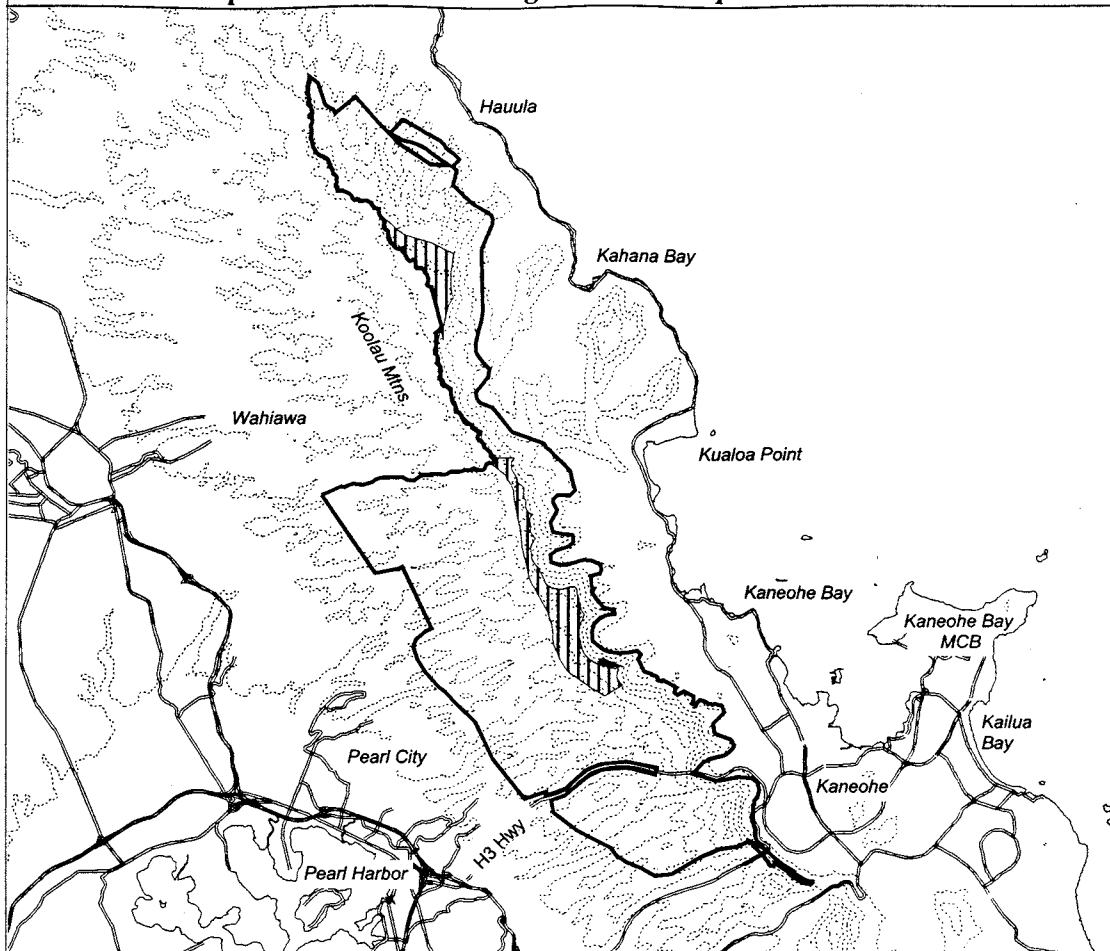 Hauula
Kahana Bay
Koolau Mtns.
Wahiawa
Kualoa Point
Kaneohe Bay
Kaneohe Bay
MCB
Kailua
Bay
Pearl City
Kaneohe
H3 Hwy
Pearl Harbor